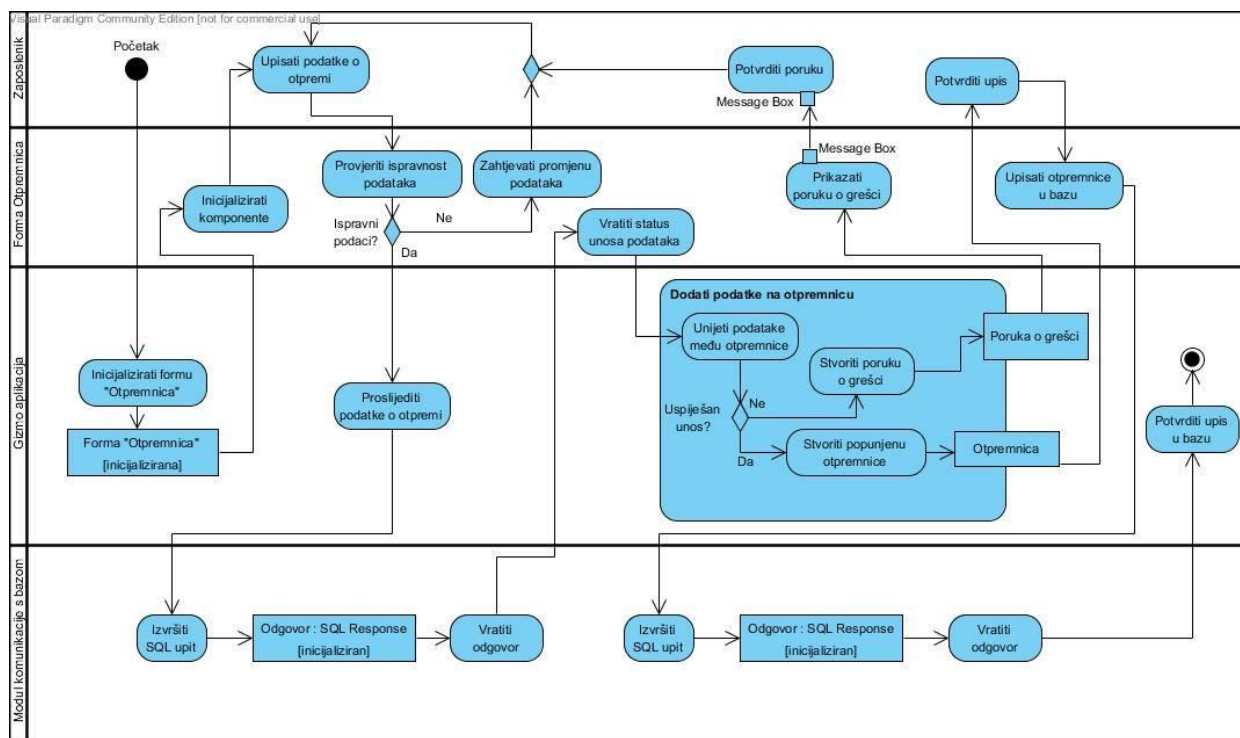 Visual Paradigm Community Edition [not for commercial use]
Zaposlenik
Početak
Upisati podatke o
otpremi
Potvrditi poruku
Message Box
Potvrditi upis
Forma Otpremnica
Inicijalizirati
komponente
Provjeriti ispravnost
podataka
Ispravni
podaci?
Ne
Da
Zahtjevati promjenu
podataka
Vratiti status
unosa podataka
Message Box
Prikazati
poruku o grešci
Upisati otpremnice
u bazu
Gizmo aplikacija
Inicijalizirati formu
"Otpremnica"
Forma "Otpremnica"
[inicijalizirana]
Proslijediti
podatke o otpremi
Dodati podatke na otpremnicu
Unijeti podatake
među otpremnice
Uspiješan
unos?
Ne
Da
Stvoriti poruku
o grešci
Poruka o grešci
Stvoriti popunjenu
otpremnice
Otpremnica
Potvrditi upis
u bazu
Modul komunikacije s bazom
Izvršiti
SQL upit
Odgovor : SQL Response
[inicijaliziran]
Vratiti
odgovor
Izvršiti
SQL upit
Odgovor : SQL Response
[inicijaliziran]
Vratiti
odgovor